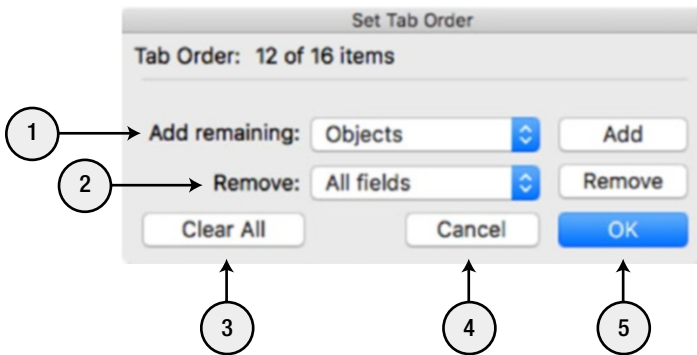 Set Tab Order
Tab Order: 12 of 16 items
1 Add remaining: Objects Add
2 Remove: All fields Remove
Clear All Cancel OK
3 4 5